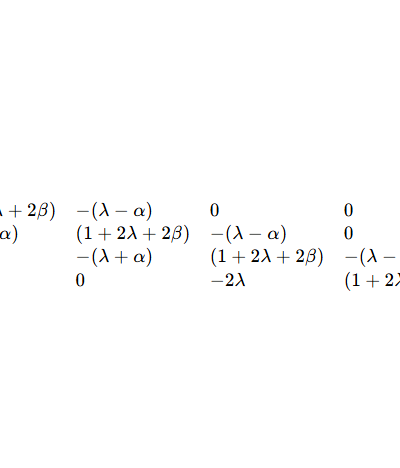 λ + 2β) −(λ − α) 0 0
α) (1 + 2λ + 2β) −(λ − α) 0
−(λ + α) (1 + 2λ + 2β) −(λ −
0 −2λ (1 + 2λ